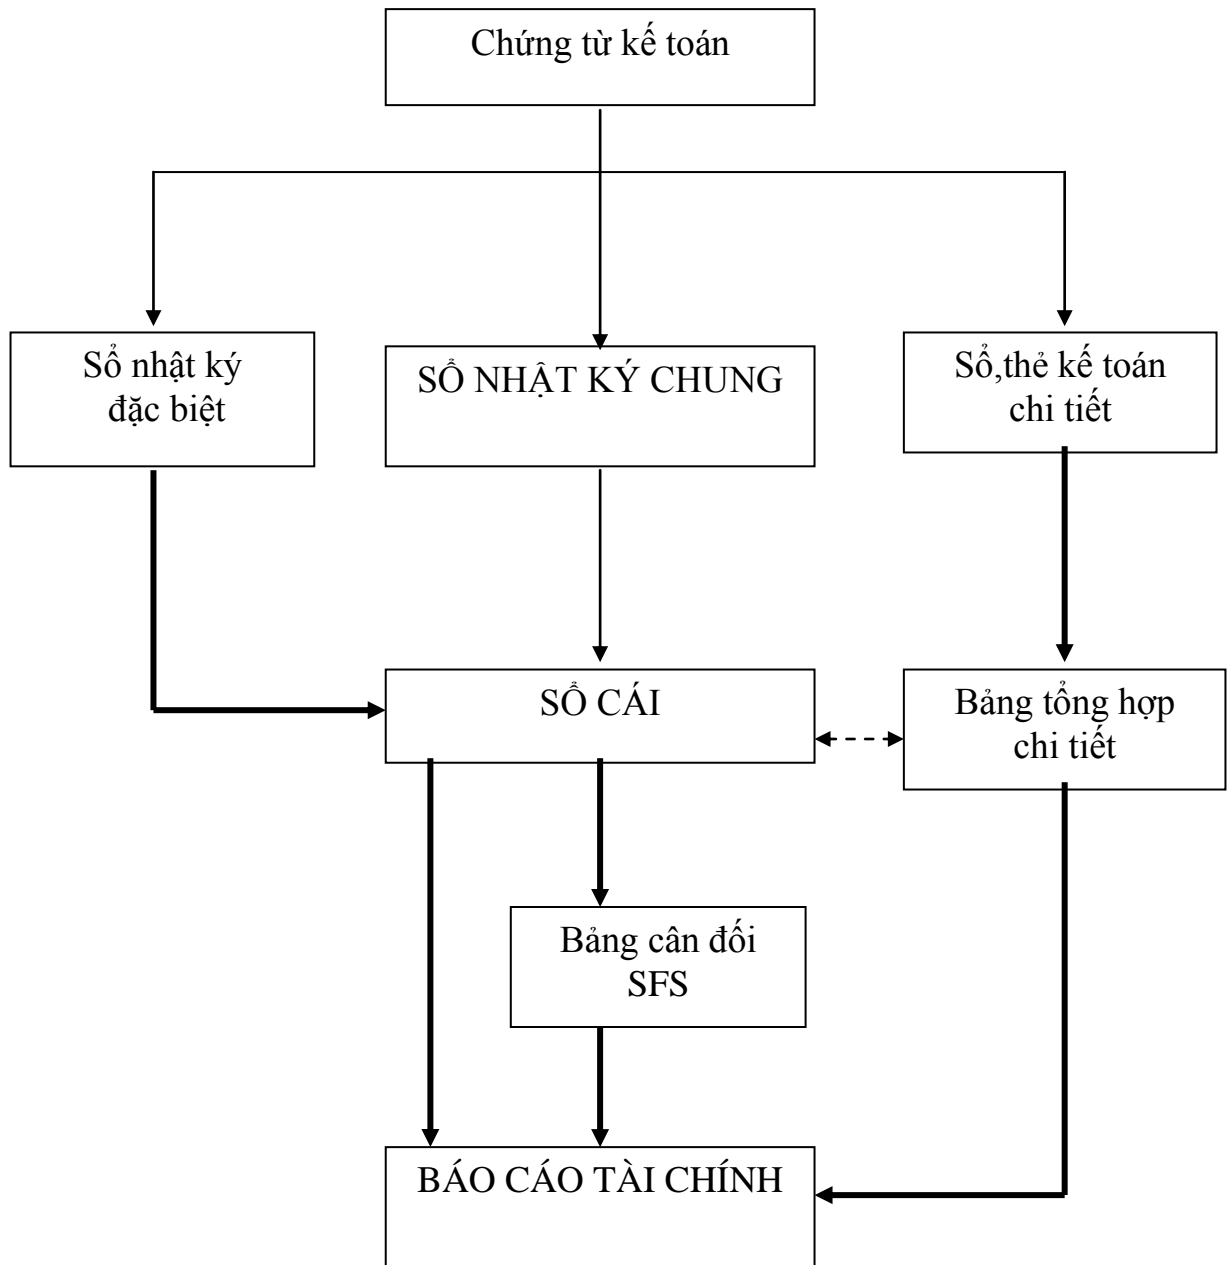 Chứng từ kế toán
Sổ nhật ký
đặc biệt
SỔ NHẬT KÝ CHUNG
Sổ,thẻ kế toán
chi tiết
SỔ CÁI
Bảng tổng hợp
chi tiết
Bảng cân đối
SFS
BÁO CÁO TÀI CHÍNH